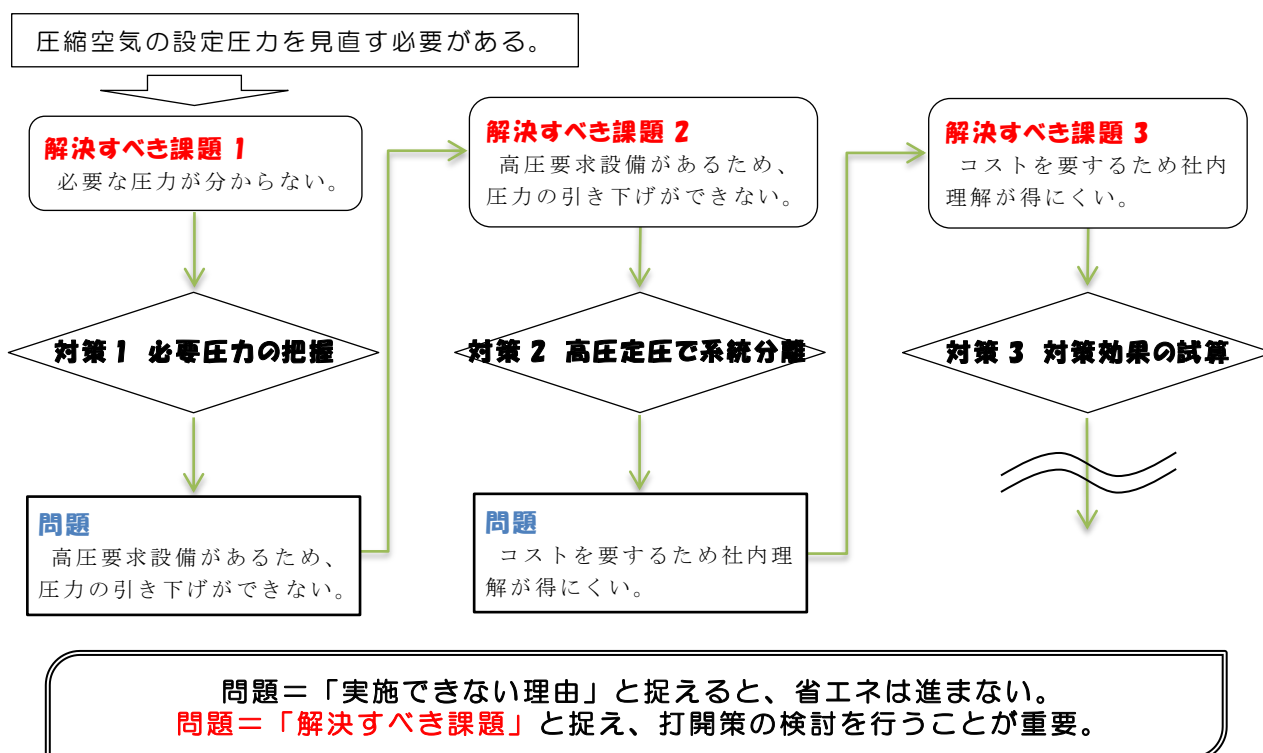 圧縮空気の設定圧力を見直す必要がある。
解決すべき課題 1
必要な圧力が分からない。
対策 1 必要圧力の把握
問題
高圧要求設備があるため、
圧力の引き下げができない。
解決すべき課題 2
高圧要求設備があるため、
圧力の引き下げができない。
対策 2 高圧定圧で系統分離
問題
コストを要するため社内理
解が得にくい。
解決すべき課題 3
コストを要するため社内
理解が得にくい。
対策 3 対策効果の試算
問題＝「実施できない理由」と捉えると、省エネは進まない。
問題＝「解決すべき課題」と捉え、打開策の検討を行うことが重要。